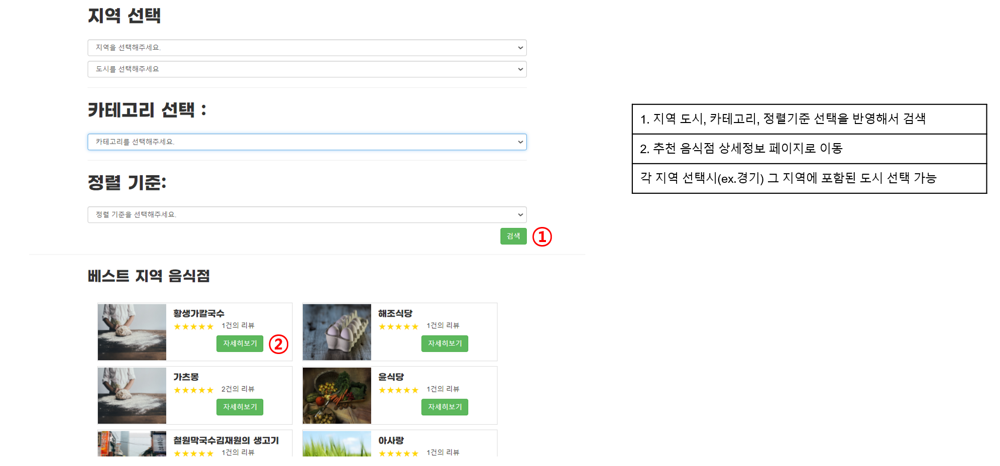 지역 선택
지역을 선택해주세요.
도시를 선택해주세요
카테고리 선택 :
카테고리를 선택해주세요.
정렬 기준:
정렬 기준을 선택해주세요.
검색 ①
베스트 지역 음식점
황생가칼국수
★★★★★ 1건의 리뷰
자세히보기 ②
해조식당
★★★★★ 1건의 리뷰
자세히보기
가츠몽
★★★★★ 2건의 리뷰
자세히보기
윤식당
★★★★★ 1건의 리뷰
자세히보기
철원막국수김재원의 생고기
★★★★★ 1건의 리뷰
아사랑
★★★★★ 1건의 리뷰
1. 지역 도시, 카테고리, 정렬기준 선택을 반영해서 검색
2. 추천 음식점 상세정보 페이지로 이동
각 지역 선택시(ex.경기) 그 지역에 포함된 도시 선택 가능